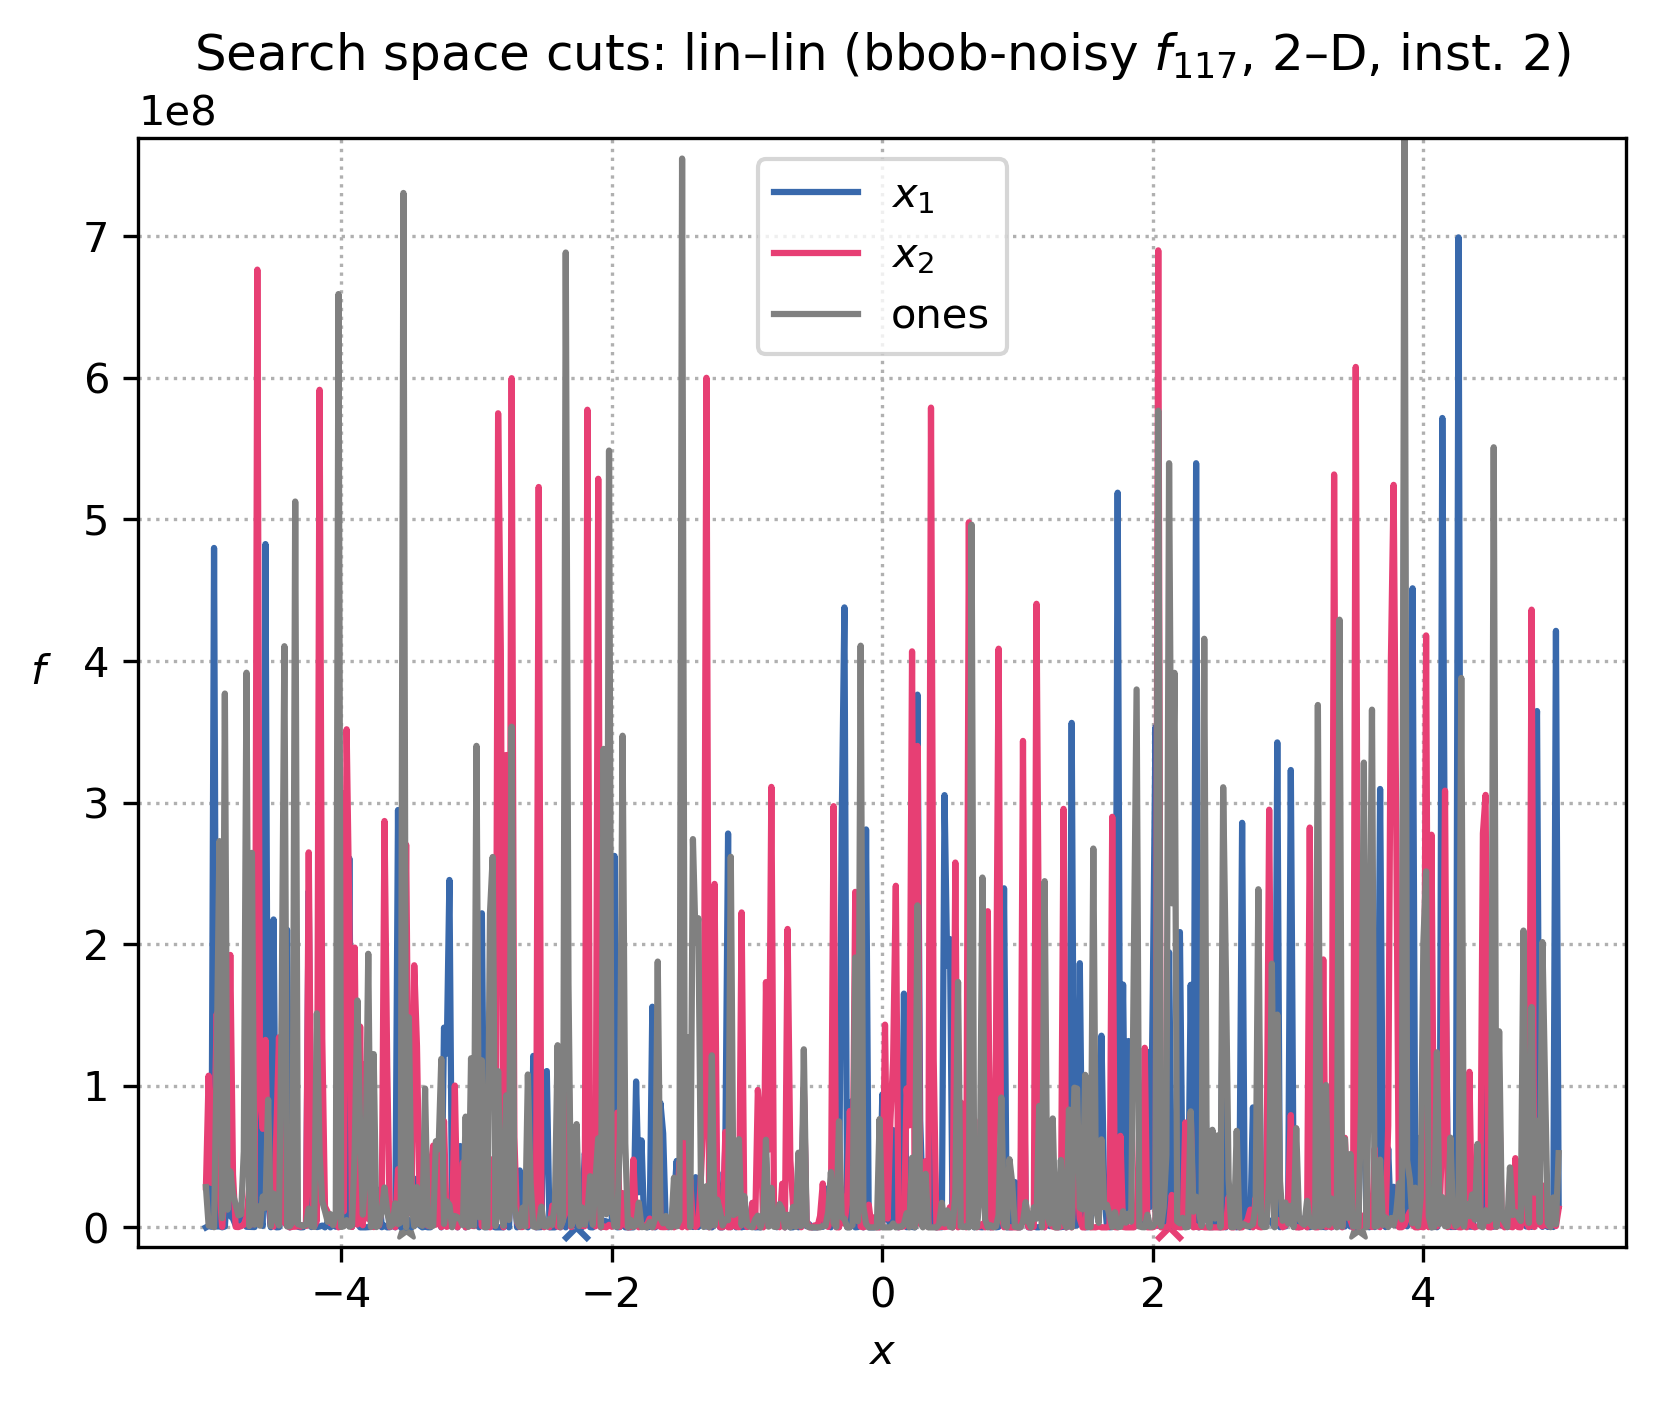 Search space cuts: lin–lin (bbob-noisy f117, 2–D, inst. 2)
1e8
x1
x2
ones
7
6
5
4
3
2
1
0
f
−4
−2
0
2
4
x